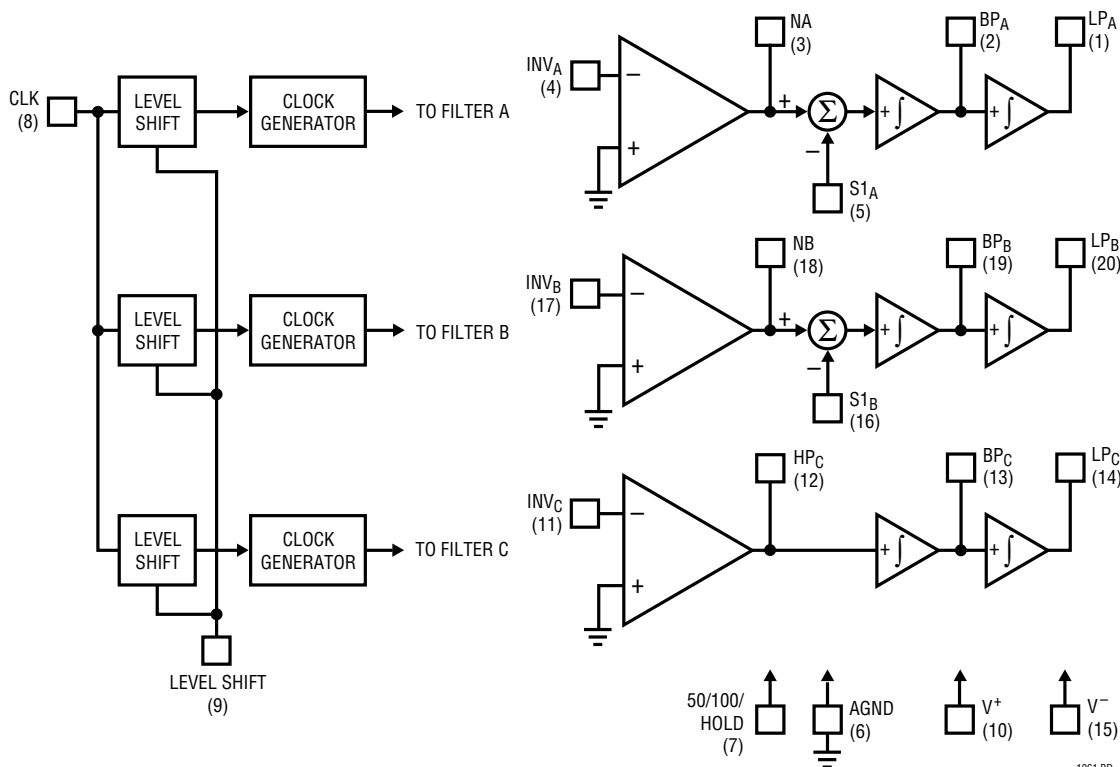 CLK
(8)
LEVEL
SHIFT
CLOCK
GENERATOR
TO FILTER A
LEVEL
SHIFT
CLOCK
GENERATOR
TO FILTER B
LEVEL
SHIFT
CLOCK
GENERATOR
TO FILTER C
LEVEL SHIFT
(9)
INVA
(4)
−
+
NA
(3)
+
Σ
−
S1A
(5)
+ ∫
BPA
(2)
+ ∫
LPA
(1)
INVB
(17)
−
+
NB
(18)
+
Σ
−
S1B
(16)
+ ∫
BPB
(19)
+ ∫
LPB
(20)
INVC
(11)
−
+
HPC
(12)
+ ∫
BPC
(13)
+ ∫
LPC
(14)
50/100/
HOLD
(7)
AGND
(6)
V+
(10)
V−
(15)